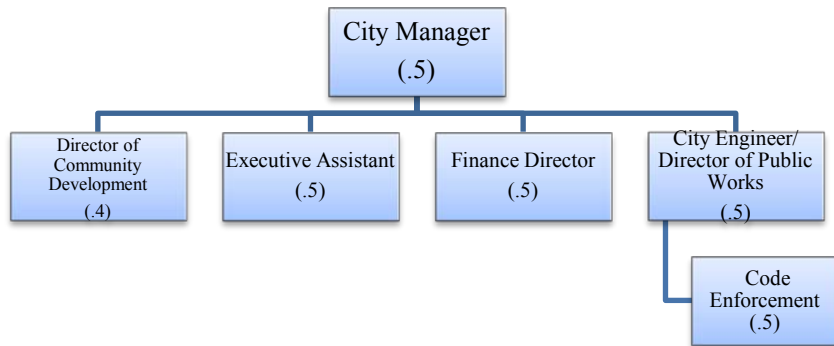 City Manager
(.5)
Director of
Community
Development
(.4)
Executive Assistant
(.5)
Finance Director
(.5)
City Engineer/
Director of Public
Works
(.5)
Code
Enforcement
(.5)